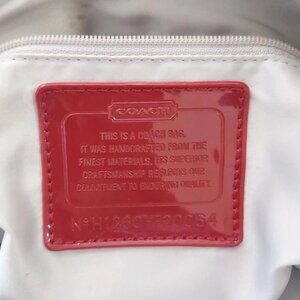 COACH
THIS IS A COACH BAG.
IT WAS HANDCRAFTED FROM THE
FINEST MATERIALS. ITS SUPERIOR
CRAFTSMANSHIP REFLECTS OUR
COMMITMENT TO ENDURING QUALITY.